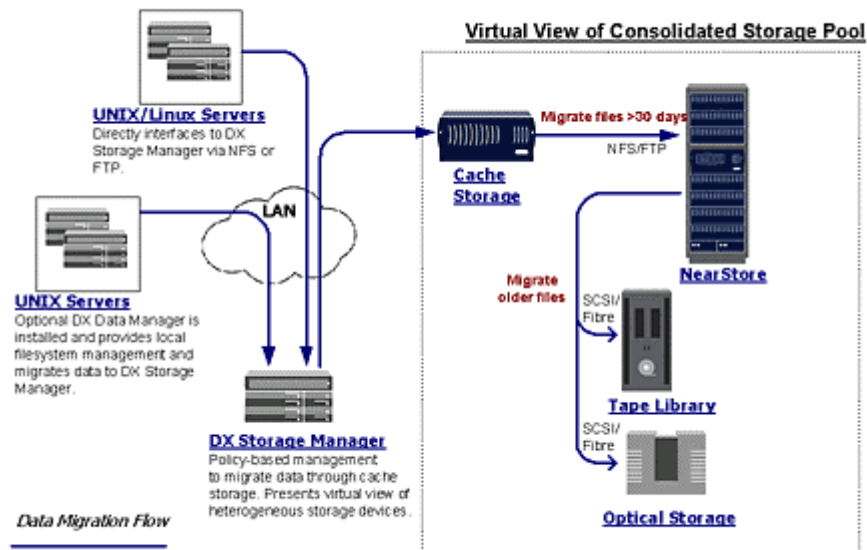 Virtual View of Consolidated Storage Pool
UNIX/Linux Servers
Directly interfaces to DX
Storage Manager via NFS or
FTP.
LAN
UNIX Servers
Optional DX Data Manager is
installed and provides local
filesystem management and
migrates data to DX Storage
Manager.
DX Storage Manager
Policy-based management
to migrate data through cache
storage. Presents virtual view of
heterogeneous storage devices.
Data Migration Flow
Cache
Storage
Migrate files >30 days
NFS/FTP
NearStore
Migrate
older files
SCSI/
Fibre
Tape Library
SCSI/
Fibre
Optical Storage